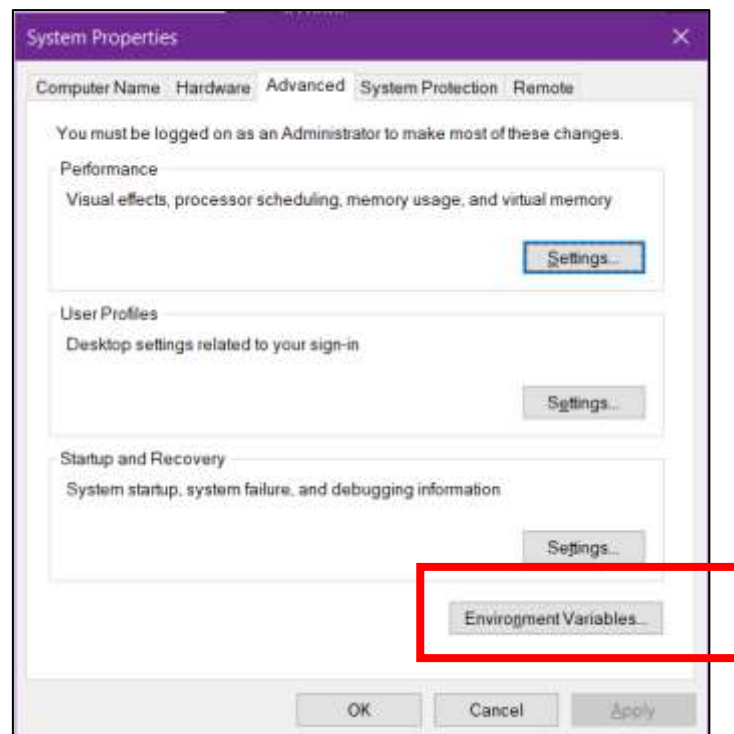 System Properties
Computer Name Hardware Advanced System Protection Remote
You must be logged on as an Administrator to make most of these changes.
Performance
Visual effects, processor scheduling, memory usage, and virtual memory
Settings...
User Profiles
Desktop settings related to your sign-in
Settings...
Startup and Recovery
System startup, system failure, and debugging information
Settings...
Environment Variables...
OK Cancel Apply